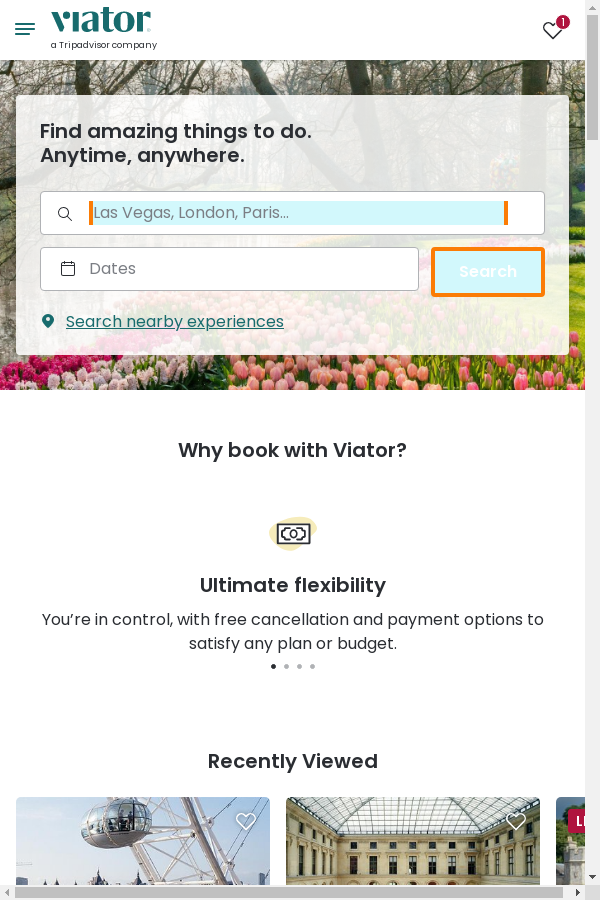 viator
1
a Tripadvisor company
Find amazing things to do.
Anytime, anywhere.
Las Vegas, London, Paris...
Dates
Search
Search nearby experiences
Why book with Viator?
Ultimate flexibility
You’re in control, with free cancellation and payment options to
satisfy any plan or budget.
Recently Viewed